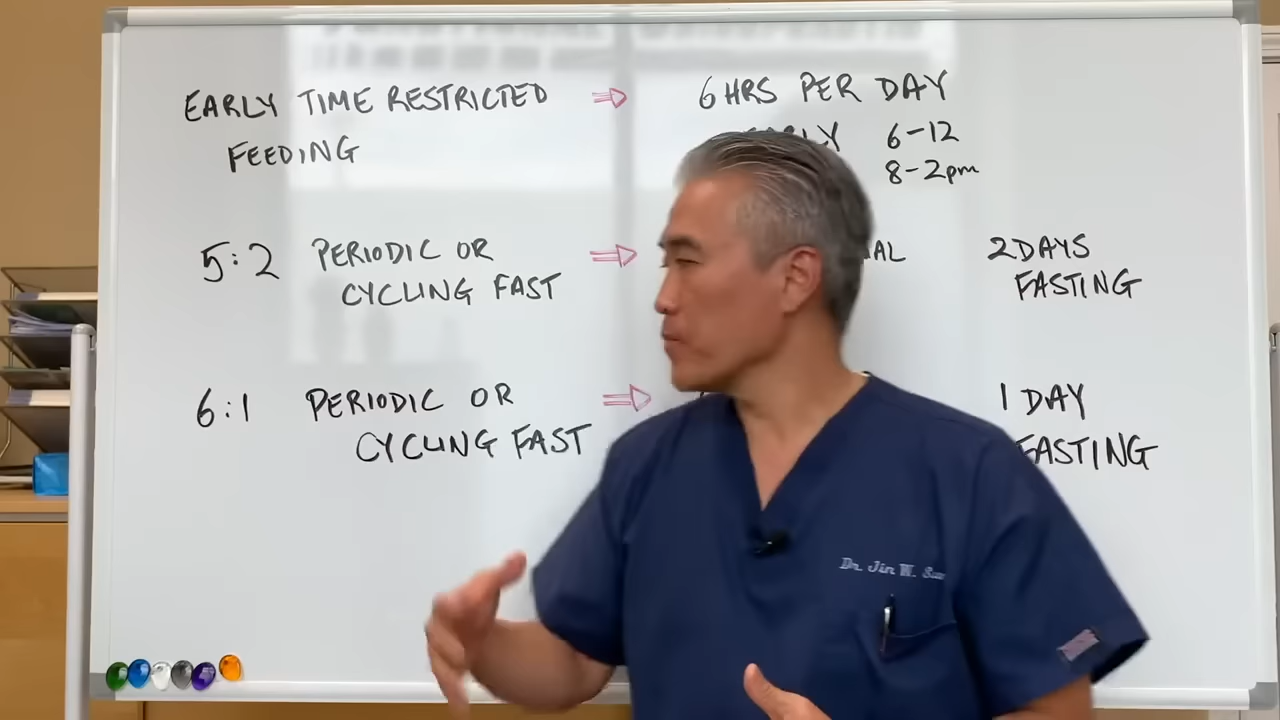 EARLY TIME RESTRICTED ⇒ 6 HRS PER DAY
FEEDING 6-12
8-2pm
5:2 PERIODIC OR ⇒ 2 DAYS
CYCLING FAST FASTING
6:1 PERIODIC OR ⇒ 1 DAY
CYCLING FAST FASTING
Dr. Jin W.